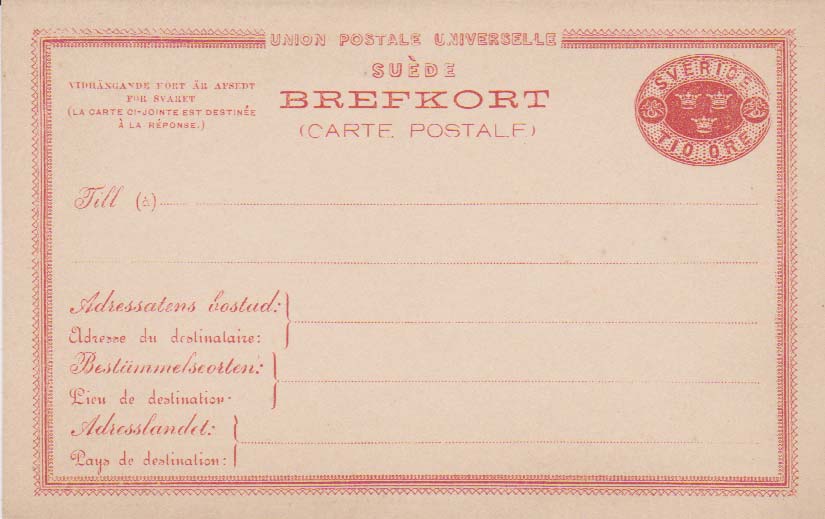 UNION POSTALE UNIVERSELLE
SUÈDE
BREFKORT
(CARTE POSTALE)
VIDHÄNGANDE KORT ÄR AFSEDT
FÖR SVARET
(LA CARTE CI-JOINTE EST DESTINÉE
À LA RÉPONSE.)
SVERIGE
TIO ÖRE
Till (à)
Adressatens bostad:
Adresse du destinataire:
Bestämmelseorten:
Lieu de destination:
Adresslandet:
Pays de destination: